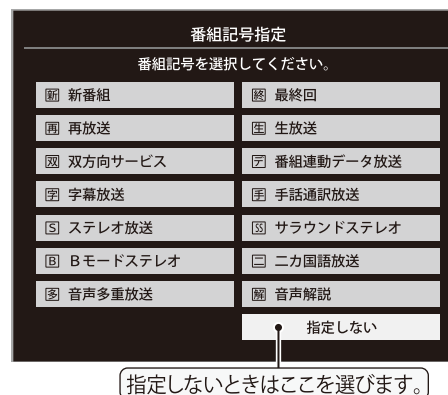 番組記号指定
番組記号を選択してください。
新 新番組
終 最終回
再 再放送
生 生放送
双 双方向サービス
デ 番組連動データ放送
字 字幕放送
手 手話通訳放送
S ステレオ放送
SS サラウンドステレオ
B Bモードステレオ
二 二カ国語放送
多 音声多重放送
解 音声解説
指定しない
指定しないときはここを選びます。